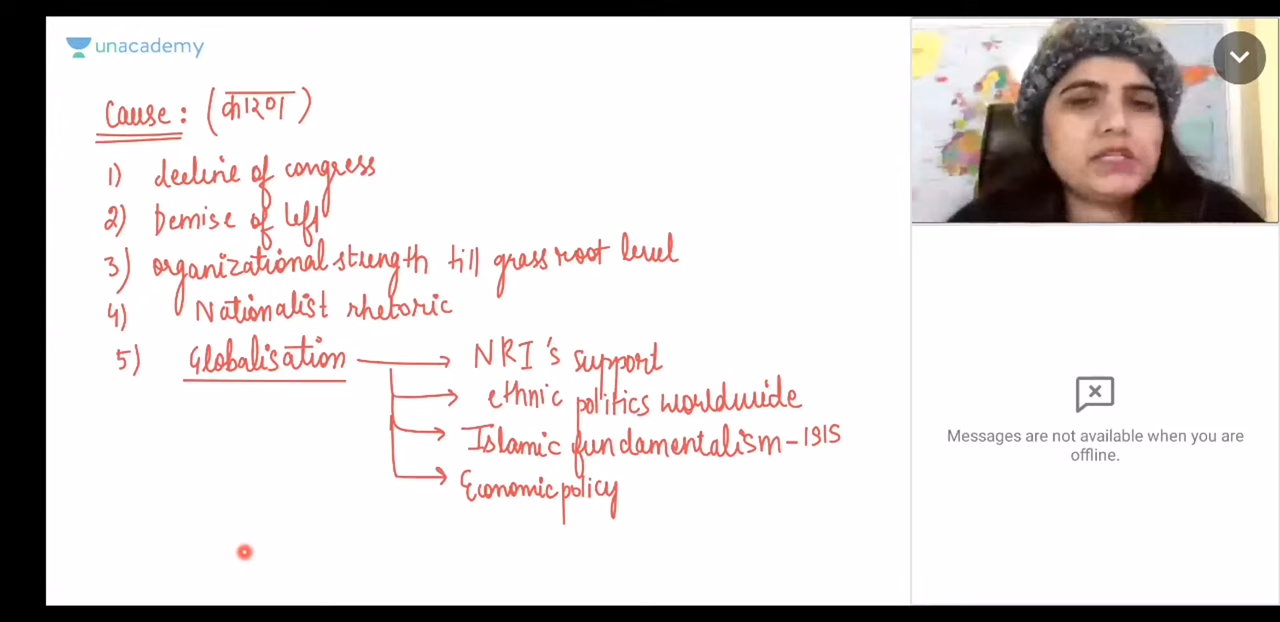 unacademy
Cause : (कारण)
1) decline of congress
2) Demise of left
3) organizational strength till grass root level
4) Nationalist rhetoric
5) Globalisation → NRI's support
→ ethnic politics worldwide
→ Islamic fundamentalism - ISIS
→ Economic policy
Messages are not available when you are
offline.